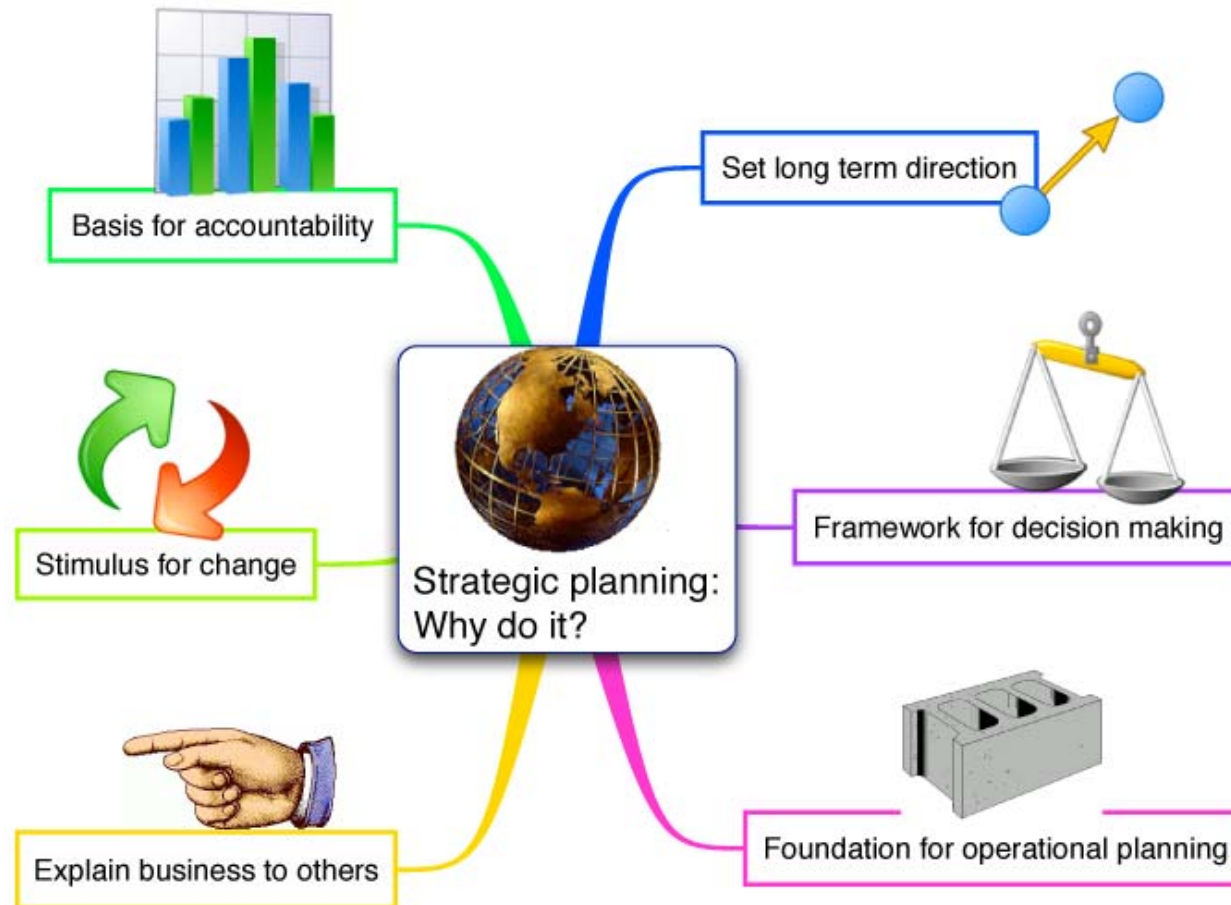 Strategic planning:
Why do it?
Set long term direction
Framework for decision making
Foundation for operational planning
Explain business to others
Stimulus for change
Basis for accountability